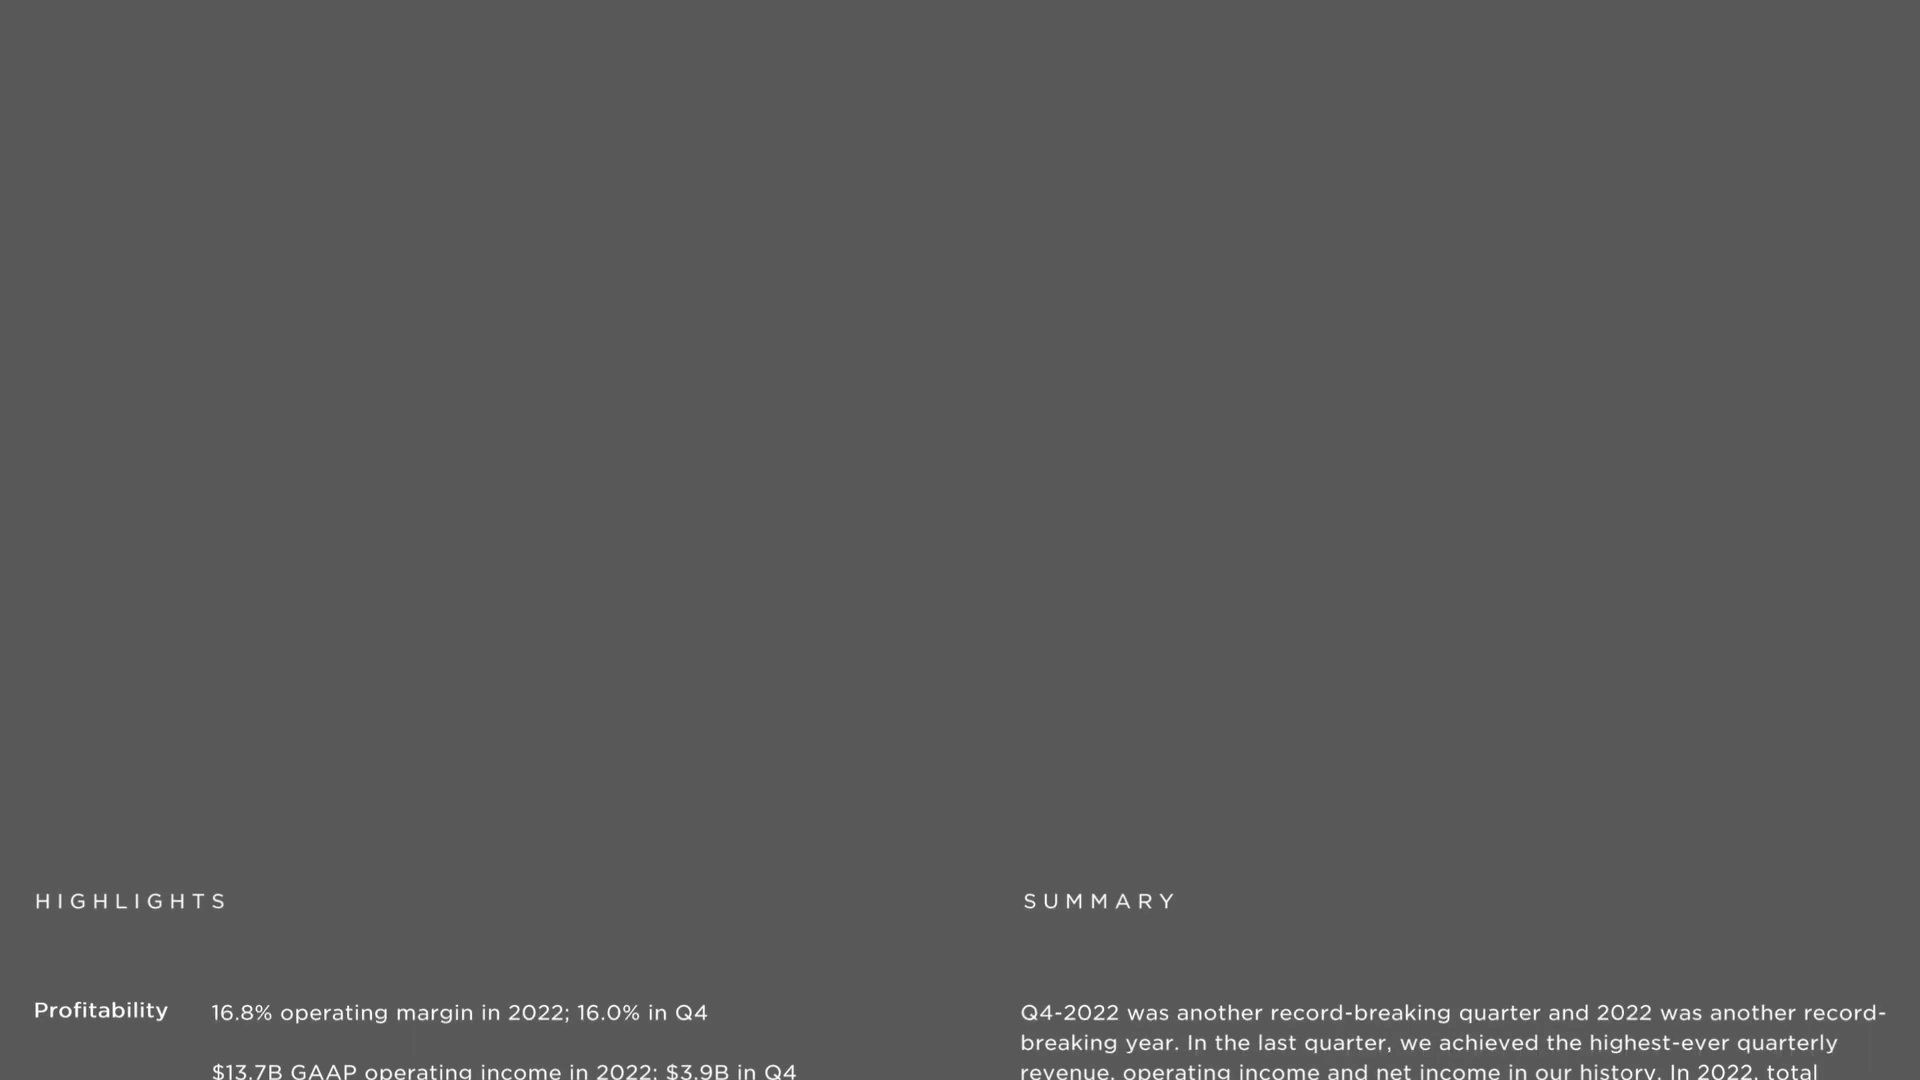 HIGHLIGHTS
Profitability
16.8% operating margin in 2022; 16.0% in Q4
$13.7B GAAP operating income in 2022; $3.9B in Q4
SUMMARY
Q4-2022 was another record-breaking quarter and 2022 was another record-
breaking year. In the last quarter, we achieved the highest-ever quarterly
revenue, operating income and net income in our history. In 2022, total